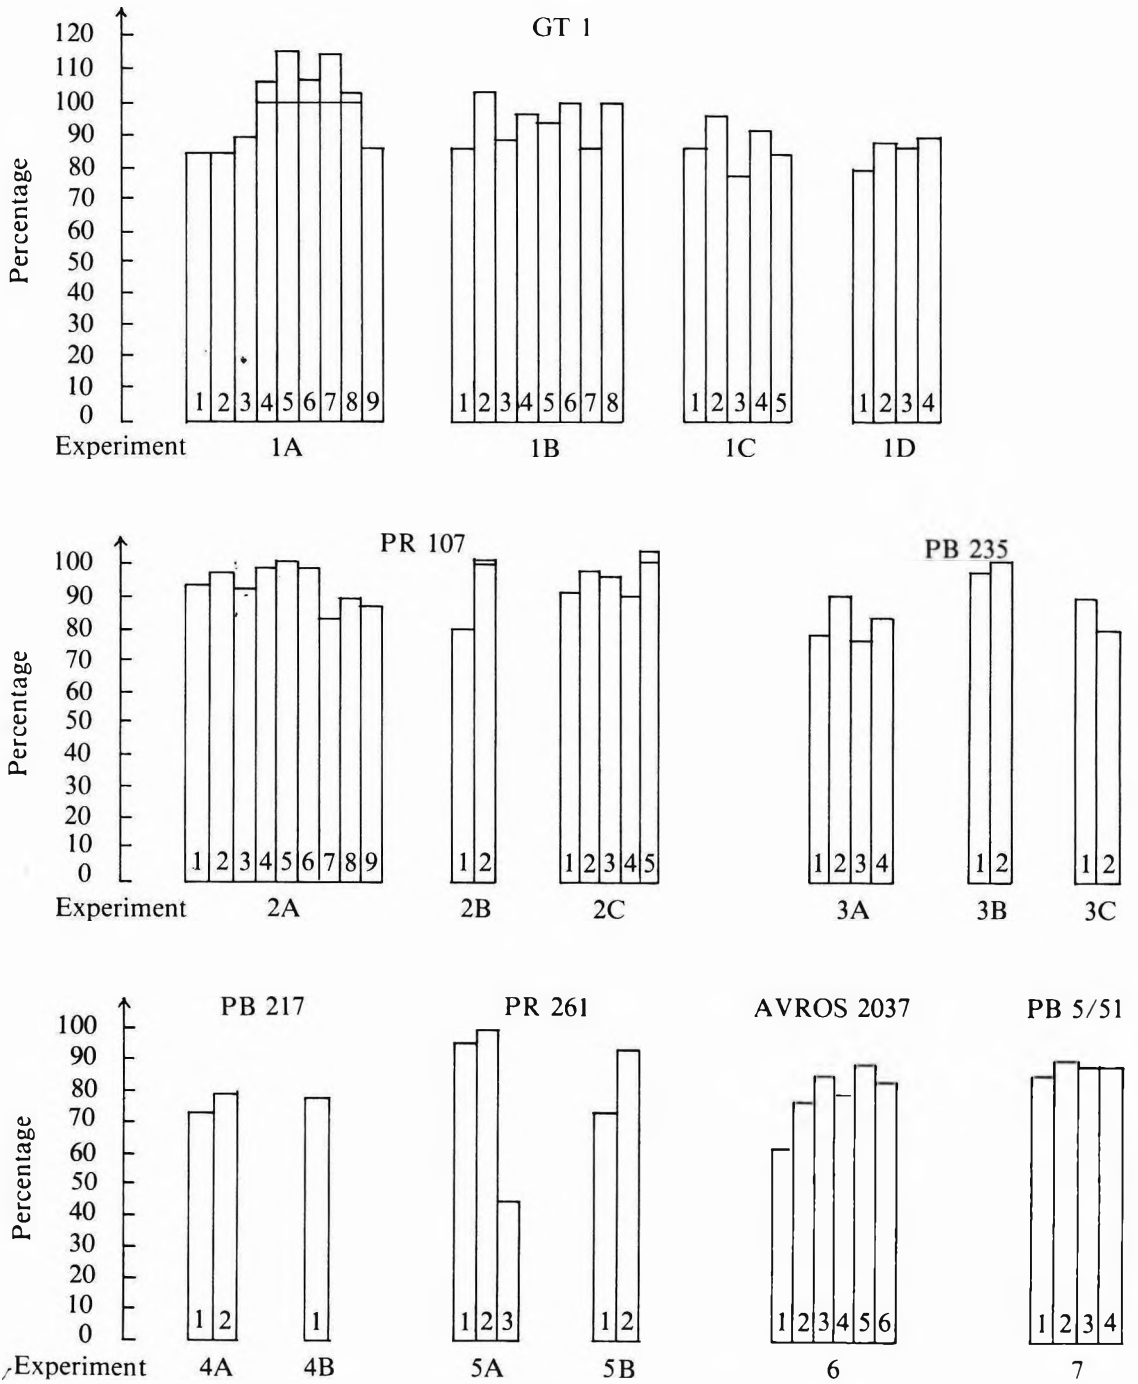 GT 1
Percentage
120
110
100
90
80
70
60
50
40
30
20
10
0
1 2 3 4 5 6 7 8 9
1 2 3 4 5 6 7 8
1 2 3 4 5
1 2 3 4
Experiment 1A 1B 1C 1D
PR 107
PB 235
Percentage
100
90
80
70
60
50
40
30
20
10
0
1 2 3 4 5 6 7 8 9
1 2
1 2 3 4 5
1 2 3 4
1 2
1 2
Experiment 2A 2B 2C 3A 3B 3C
PB 217
PR 261
AVROS 2037
PB 5/51
Percentage
100
90
80
70
60
50
40
30
20
10
0
1 2
1
1 2 3
1 2
1 2 3 4 5 6
1 2 3 4
Experiment 4A 4B 5A 5B 6 7